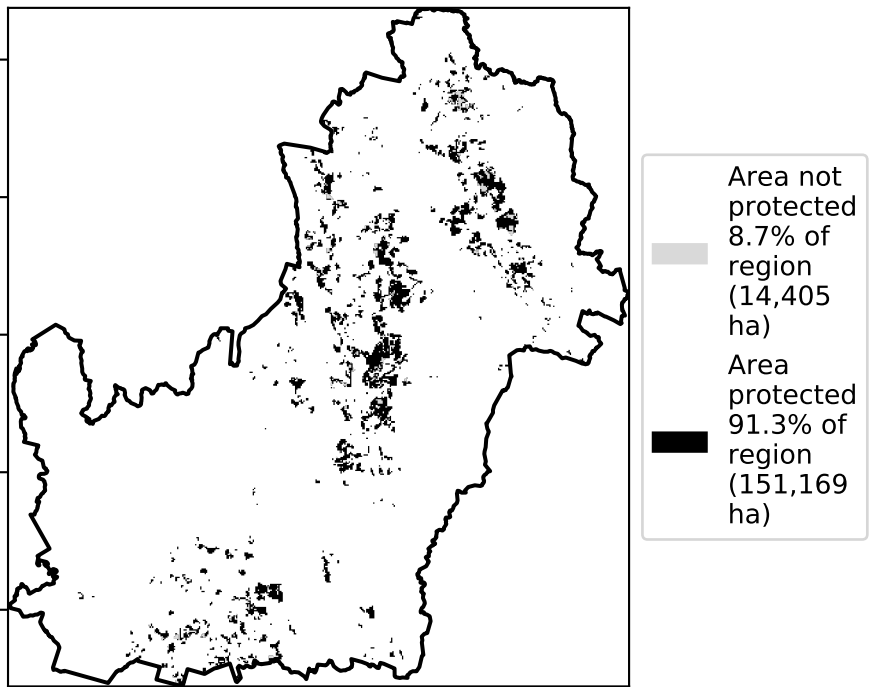 Area not
protected
8.7% of
region
(14,405
ha)
Area
protected
91.3% of
region
(151,169
ha)